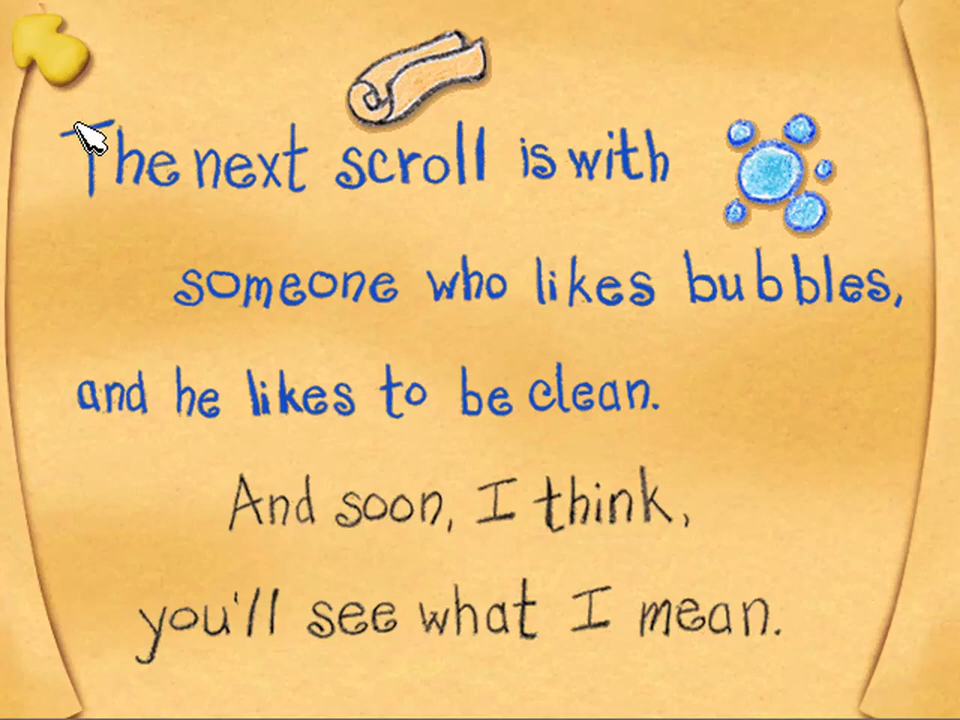 The next scroll is with
someone who likes bubbles,
and he likes to be clean.
And soon, I think,
you'll see what I mean.